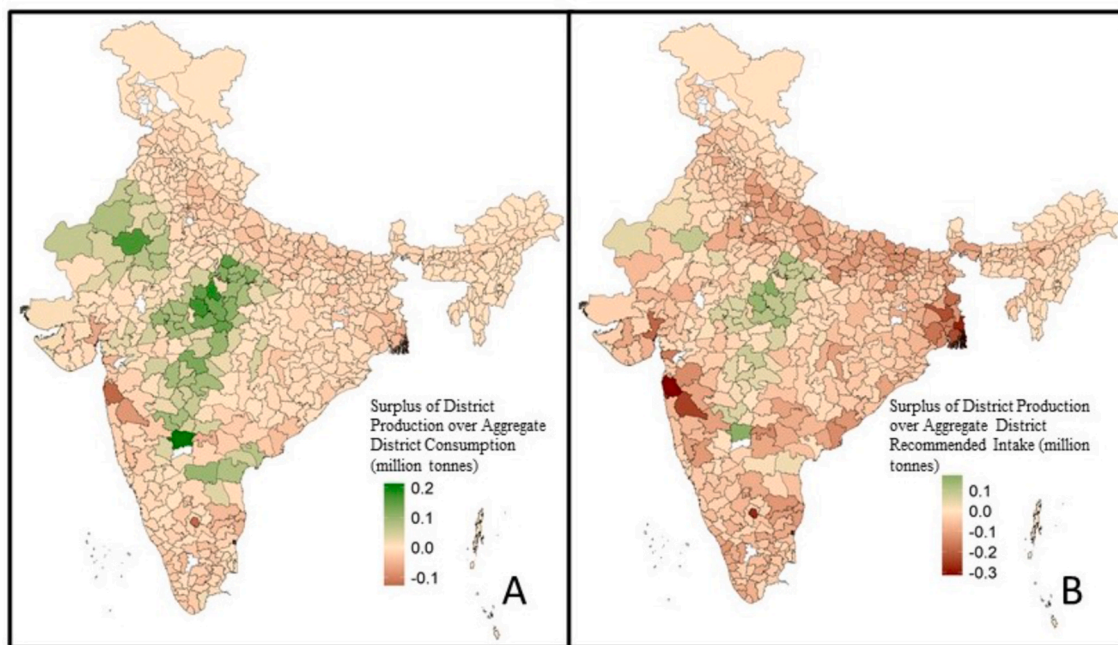 Surplus of District
Production over Aggregate
District Consumption
(million tonnes)
0.2
0.1
0.0
-0.1
A
Surplus of District Production
over Aggregate District
Recommended Intake (million
tonnes)
0.1
0.0
-0.1
-0.2
-0.3
B